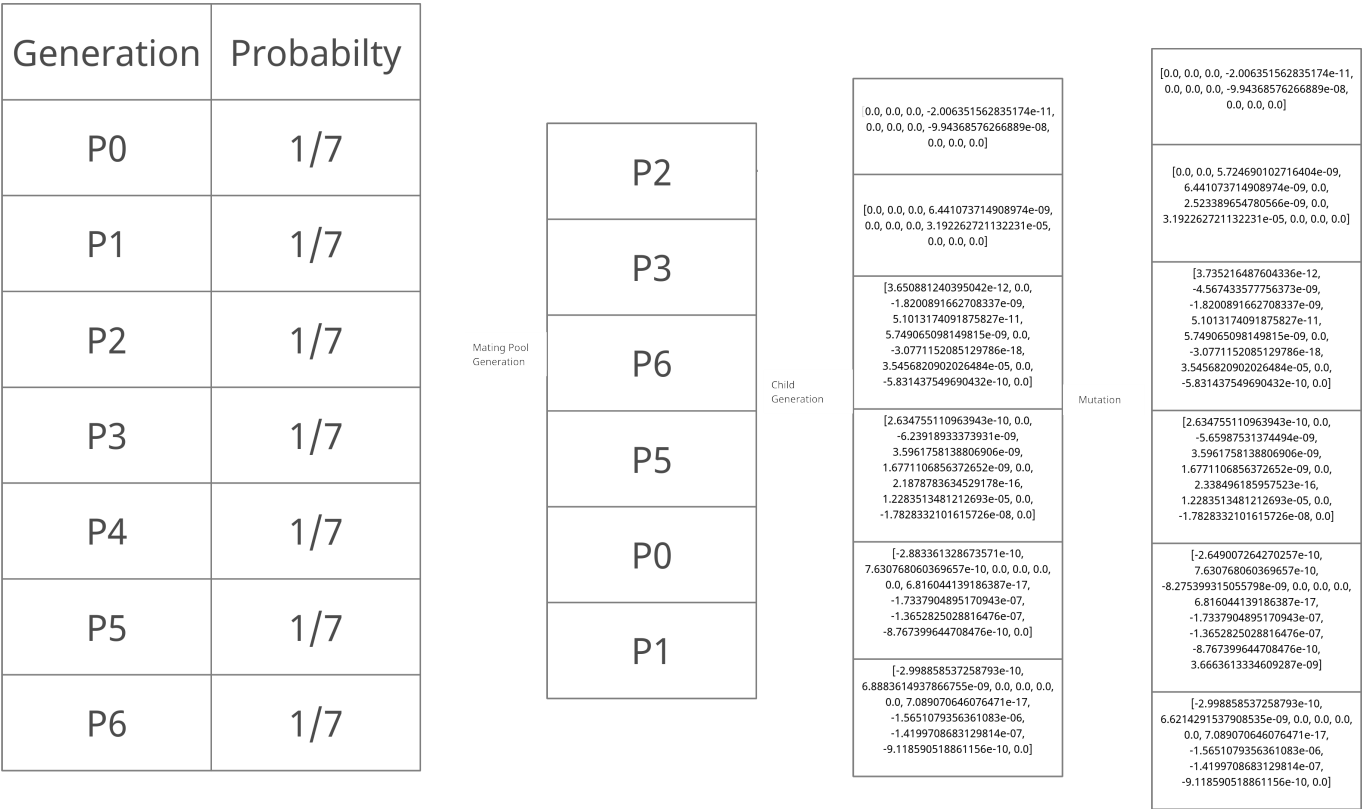 Generation Probabilty
P0 1/7
P1 1/7
P2 1/7
P3 1/7
P4 1/7
P5 1/7
P6 1/7
Mating Pool
Generation
P2
P3
P6
P5
P0
P1
Child
Generation
[0.0, 0.0, 0.0, -2.006351562835174e-11,
0.0, 0.0, 0.0, -9.94368576266889e-08,
0.0, 0.0, 0.0]
[0.0, 0.0, 0.0, 6.441073714908974e-09,
0.0, 0.0, 0.0, 3.192262721132231e-05,
0.0, 0.0, 0.0]
[3.650881240395042e-12, 0.0,
-1.8200891662708337e-09,
5.1013174091875827e-11,
5.749065098149815e-09, 0.0,
-3.0771152085129786e-18,
3.5456820902026484e-05, 0.0,
-5.831437549690432e-10, 0.0]
[2.634755110963943e-10, 0.0,
-6.23918933373931e-09,
3.5961758138806906e-09,
1.6771106856372652e-09, 0.0,
2.1878783634529178e-16,
1.2283513481212693e-05, 0.0,
-1.7828332101615726e-08, 0.0]
[-2.883361328673571e-10,
7.630768060369657e-10, 0.0, 0.0, 0.0,
0.0, 6.816044139186387e-17,
-1.7337904895170943e-07,
-1.3652825028816476e-07,
-8.767399644708476e-10, 0.0]
[-2.998858537258793e-10,
6.8883614937866755e-09, 0.0, 0.0, 0.0,
0.0, 7.089070646076471e-17,
-1.5651079356361083e-06,
-1.4199708683129814e-07,
-9.118590518861156e-10, 0.0]
Mutation
[0.0, 0.0, 0.0, -2.006351562835174e-11,
0.0, 0.0, 0.0, -9.94368576266889e-08,
0.0, 0.0, 0.0]
[0.0, 0.0, 5.724690102716404e-09,
6.441073714908974e-09, 0.0,
2.523389654780566e-09, 0.0,
3.192262721132231e-05, 0.0, 0.0, 0.0]
[3.735216487604336e-12,
-4.567433577756373e-09,
-1.8200891662708337e-09,
5.1013174091875827e-11,
5.749065098149815e-09, 0.0,
-3.0771152085129786e-18,
3.5456820902026484e-05, 0.0,
-5.831437549690432e-10, 0.0]
[2.634755110963943e-10, 0.0,
-5.65987531374494e-09,
3.5961758138806906e-09,
1.6771106856372652e-09, 0.0,
2.338496185957523e-16,
1.2283513481212693e-05, 0.0,
-1.7828332101615726e-08, 0.0]
[-2.649007264270257e-10,
7.630768060369657e-10,
-8.275399315055798e-09, 0.0, 0.0, 0.0,
6.816044139186387e-17,
-1.7337904895170943e-07,
-1.3652825028816476e-07,
-8.767399644708476e-10,
3.6663613334609287e-09]
[-2.998858537258793e-10,
6.6214291537908535e-09, 0.0, 0.0, 0.0,
0.0, 7.089070646076471e-17,
-1.5651079356361083e-06,
-1.4199708683129814e-07,
-9.118590518861156e-10, 0.0]